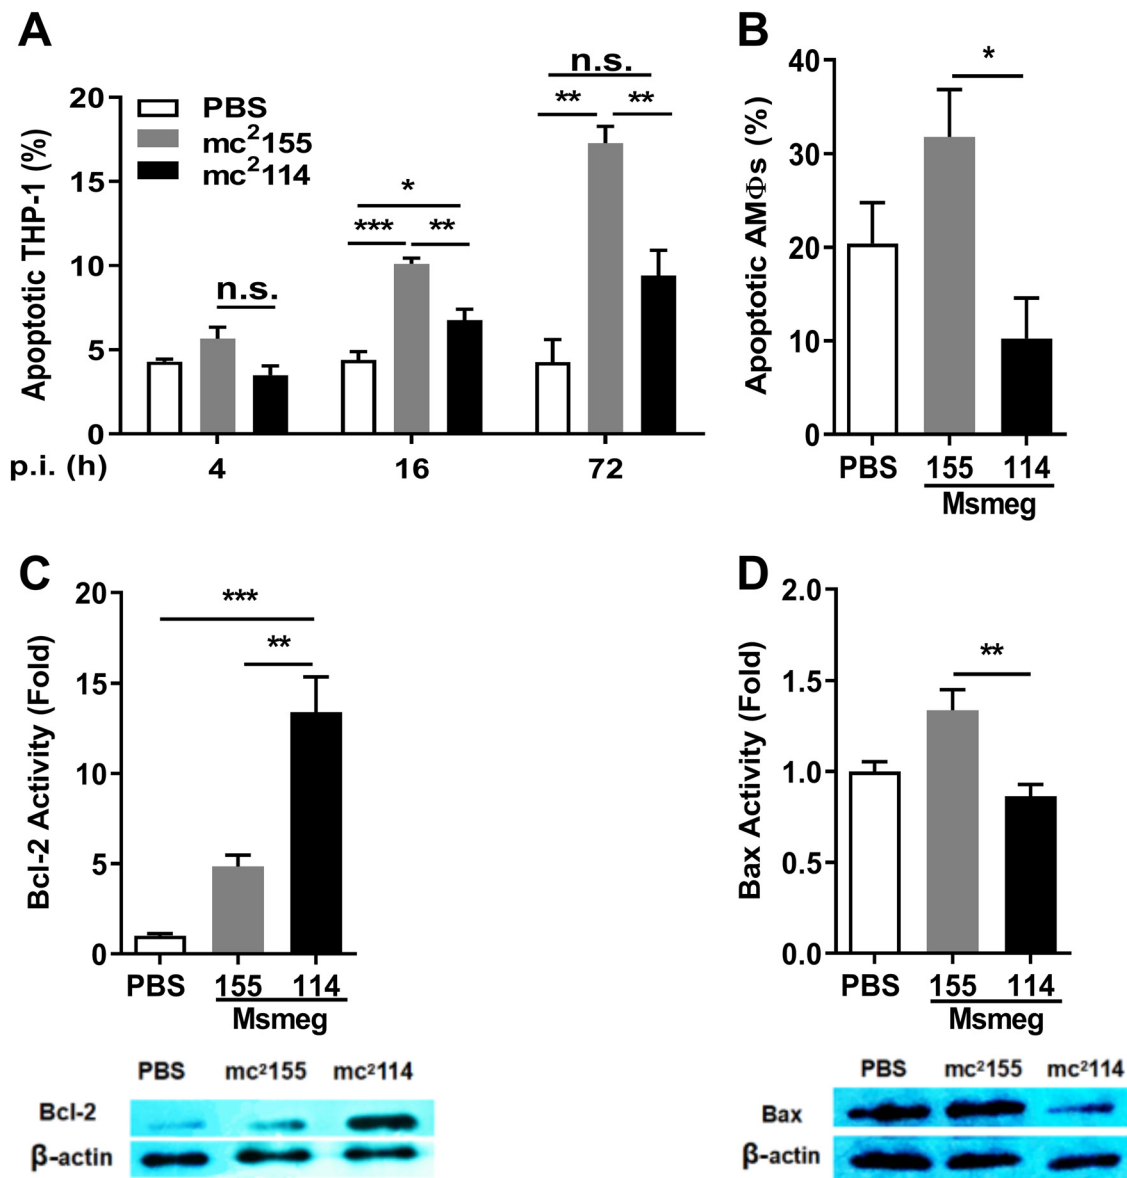 A
Apoptotic THP-1 (%)
20
15
10
5
0
PBS
mc²155
mc²114
n.s.
***
*
**
n.s.
**
**
p.i. (h)
4
16
72
B
Apoptotic AMΦs (%)
40
30
20
10
0
*
PBS
155
114
Msmeg
C
Bcl-2 Activity (Fold)
20
15
10
5
0
***
**
PBS
155
114
Msmeg
PBS mc²155 mc²114
Bcl-2
β-actin
D
Bax Activity (Fold)
2.0
1.5
1.0
0.5
0.0
**
PBS
155
114
Msmeg
PBS mc²155 mc²114
Bax
β-actin